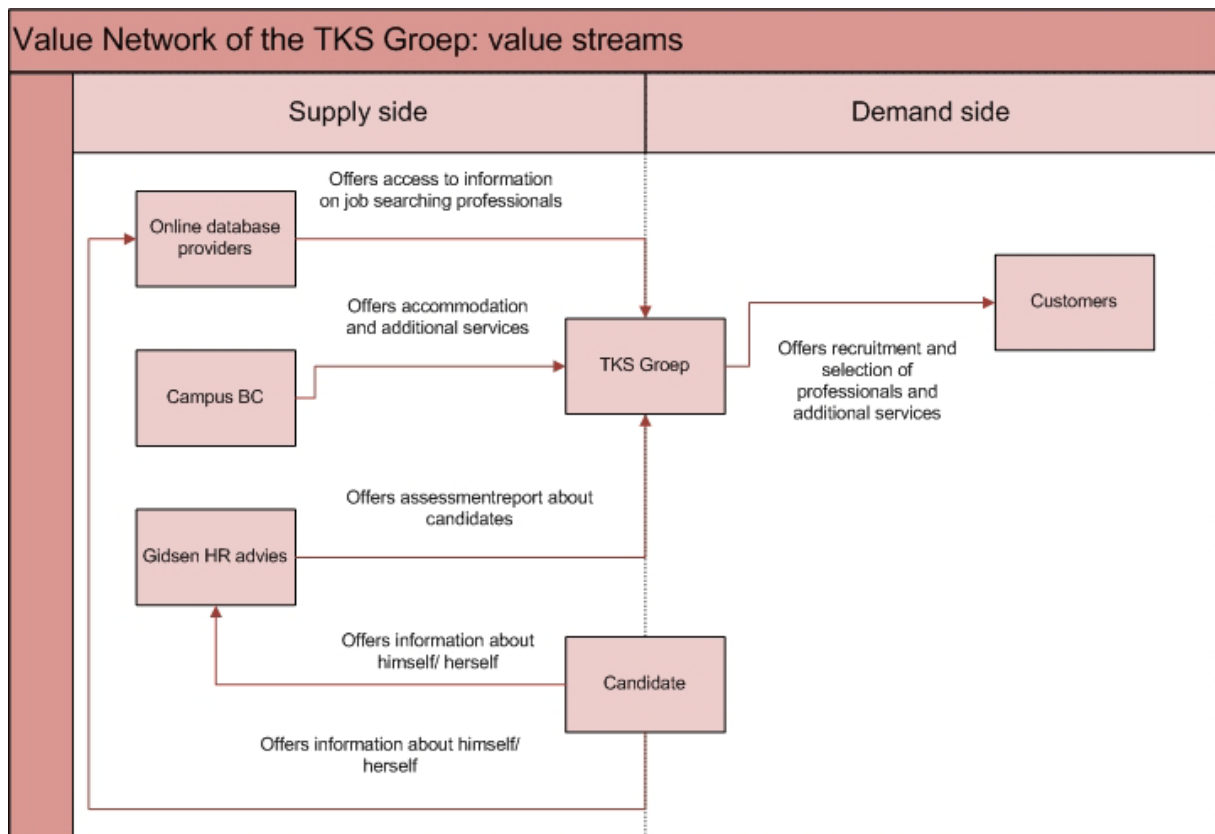 Value Network of the TKS Groep: value streams
Supply side
Demand side
Offers access to information
on job searching professionals
Online database
providers
Customers
Offers accommodation
and additional services
TKS Groep
Offers recruitment and
selection of
professionals and
additional services
Campus BC
Offers assessmentreport about
candidates
Gidsen HR advies
Offers information about
himself/ herself
Candidate
Offers information about himself/
herself